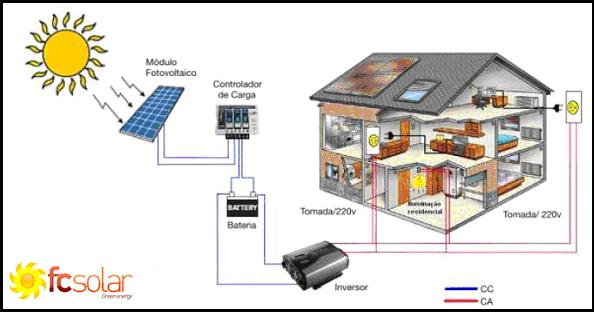 Módulo
Fotovoltaico
Controlador
de Carga
BATTERY
Bateria
Inversor
Tomada/220v
Iluminação
residencial
Tomada/ 220v
CC
CA
fcsolar
Green energy